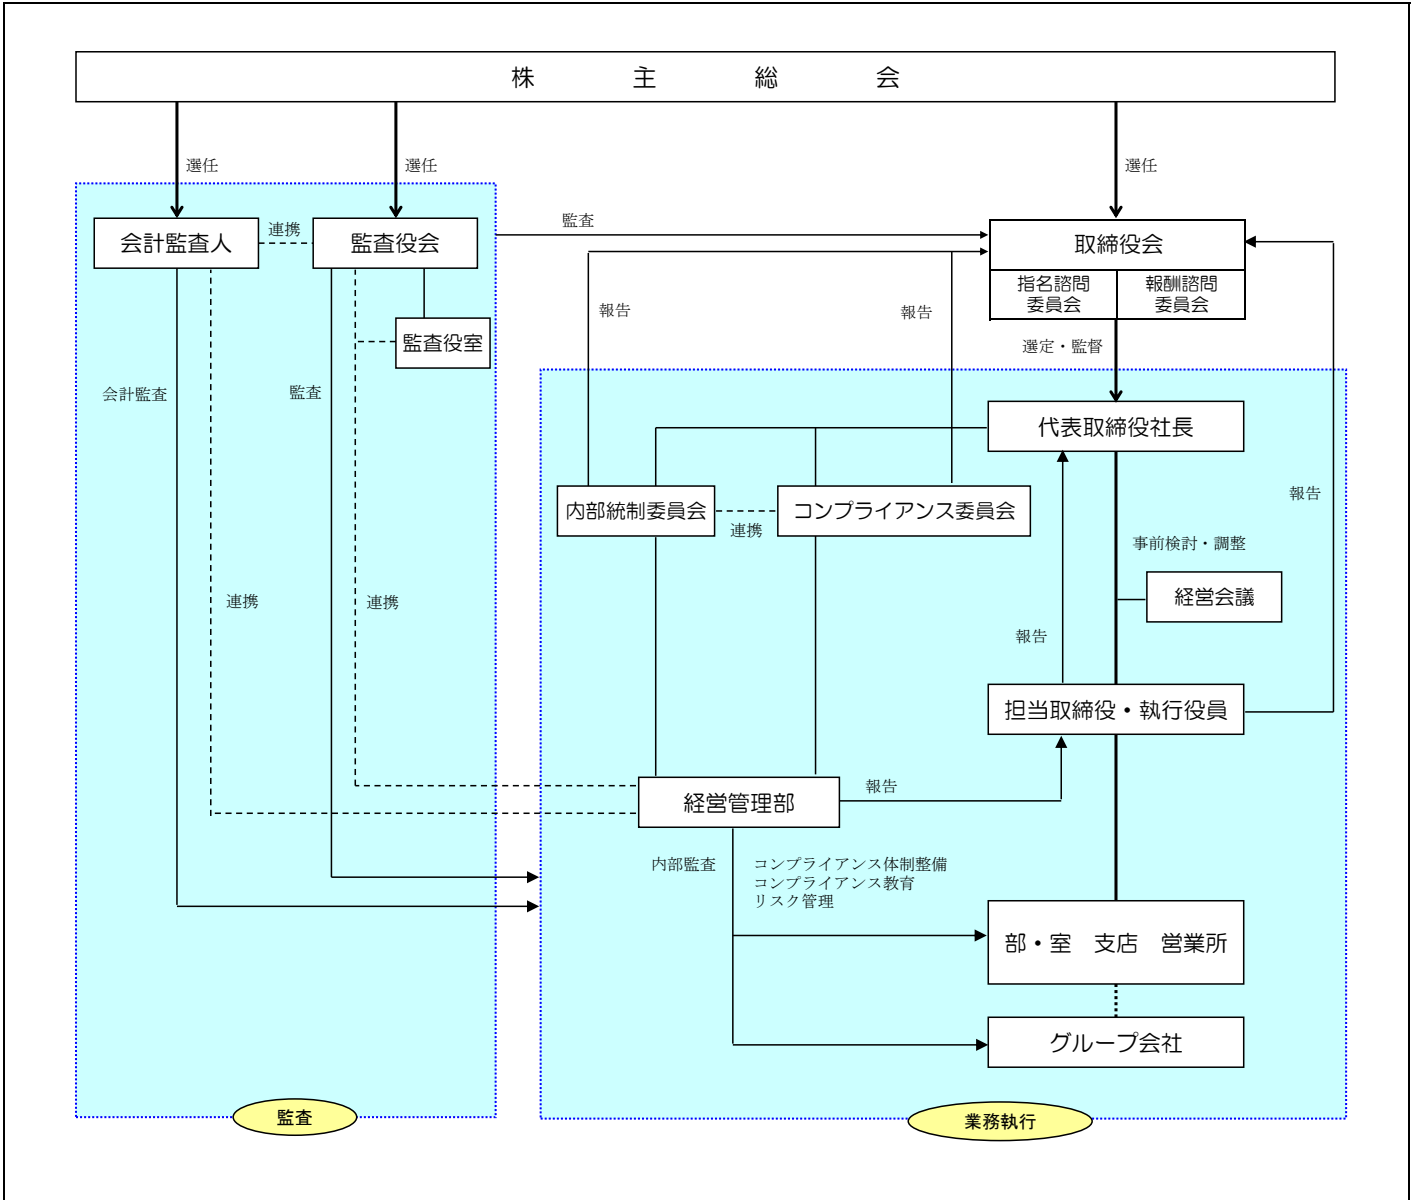 株　主　総　会
選任
選任
選任
会計監査人
連携
監査役会
監査
取締役会
指名諮問
委員会
報酬諮問
委員会
報告
報告
監査役室
選定・監督
会計監査
監査
代表取締役社長
報告
内部統制委員会
連携
コンプライアンス委員会
事前検討・調整
経営会議
連携
連携
報告
担当取締役・執行役員
経営管理部
報告
内部監査
コンプライアンス体制整備
コンプライアンス教育
リスク管理
部・室　支店　営業所
グループ会社
監査
業務執行